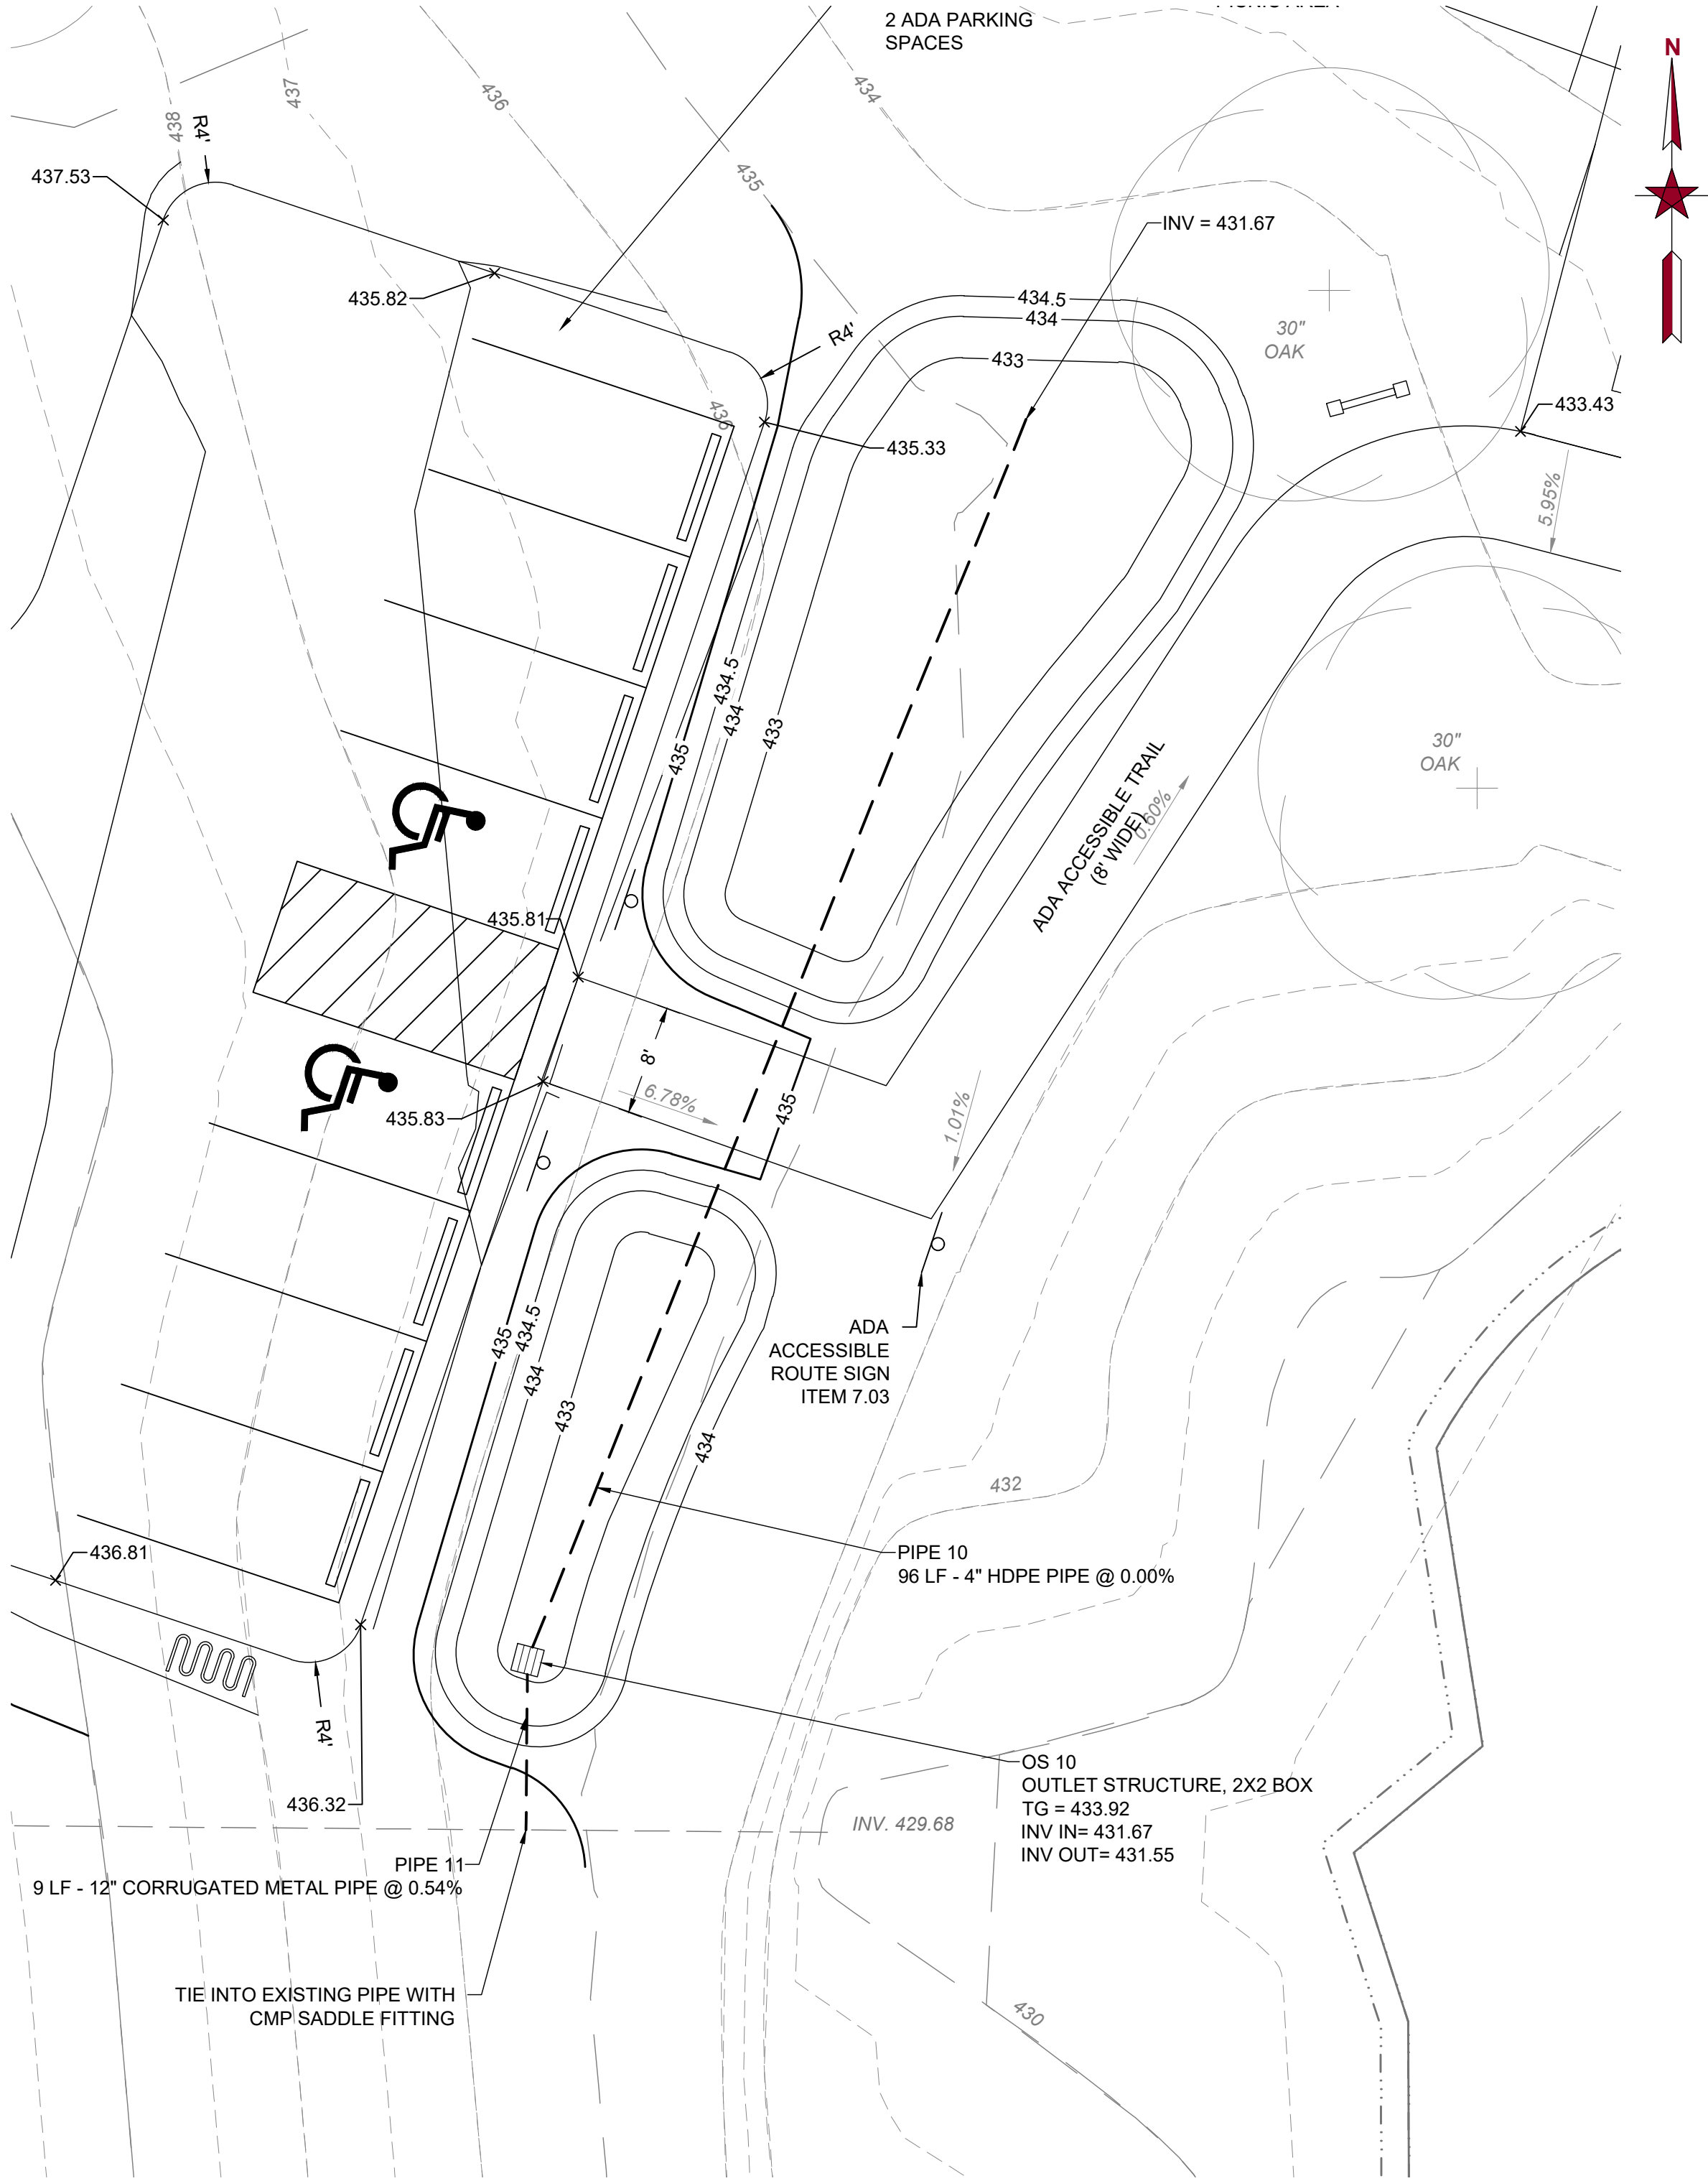 2 ADA PARKING
SPACES
N
437
436
434
438
R4'
437.53
435
INV = 431.67
435.82
434.5
434
433
R4'
30"
OAK
436
433.43
435.33
5.95%
434.5
434
433
435
30"
OAK
ADA ACCESSIBLE TRAIL
(8' WIDE)
0.60%
435.81
8'
6.78%
435
435.83
1.01%
435
434.5
434
433
434
ADA
ACCESSIBLE
ROUTE SIGN
ITEM 7.03
432
436.81
PIPE 10
96 LF - 4" HDPE PIPE @ 0.00%
R4'
436.32
OS 10
OUTLET STRUCTURE, 2X2 BOX
TG = 433.92
INV IN= 431.67
INV OUT= 431.55
INV. 429.68
PIPE 11
9 LF - 12" CORRUGATED METAL PIPE @ 0.54%
TIE INTO EXISTING PIPE WITH
CMP SADDLE FITTING
430